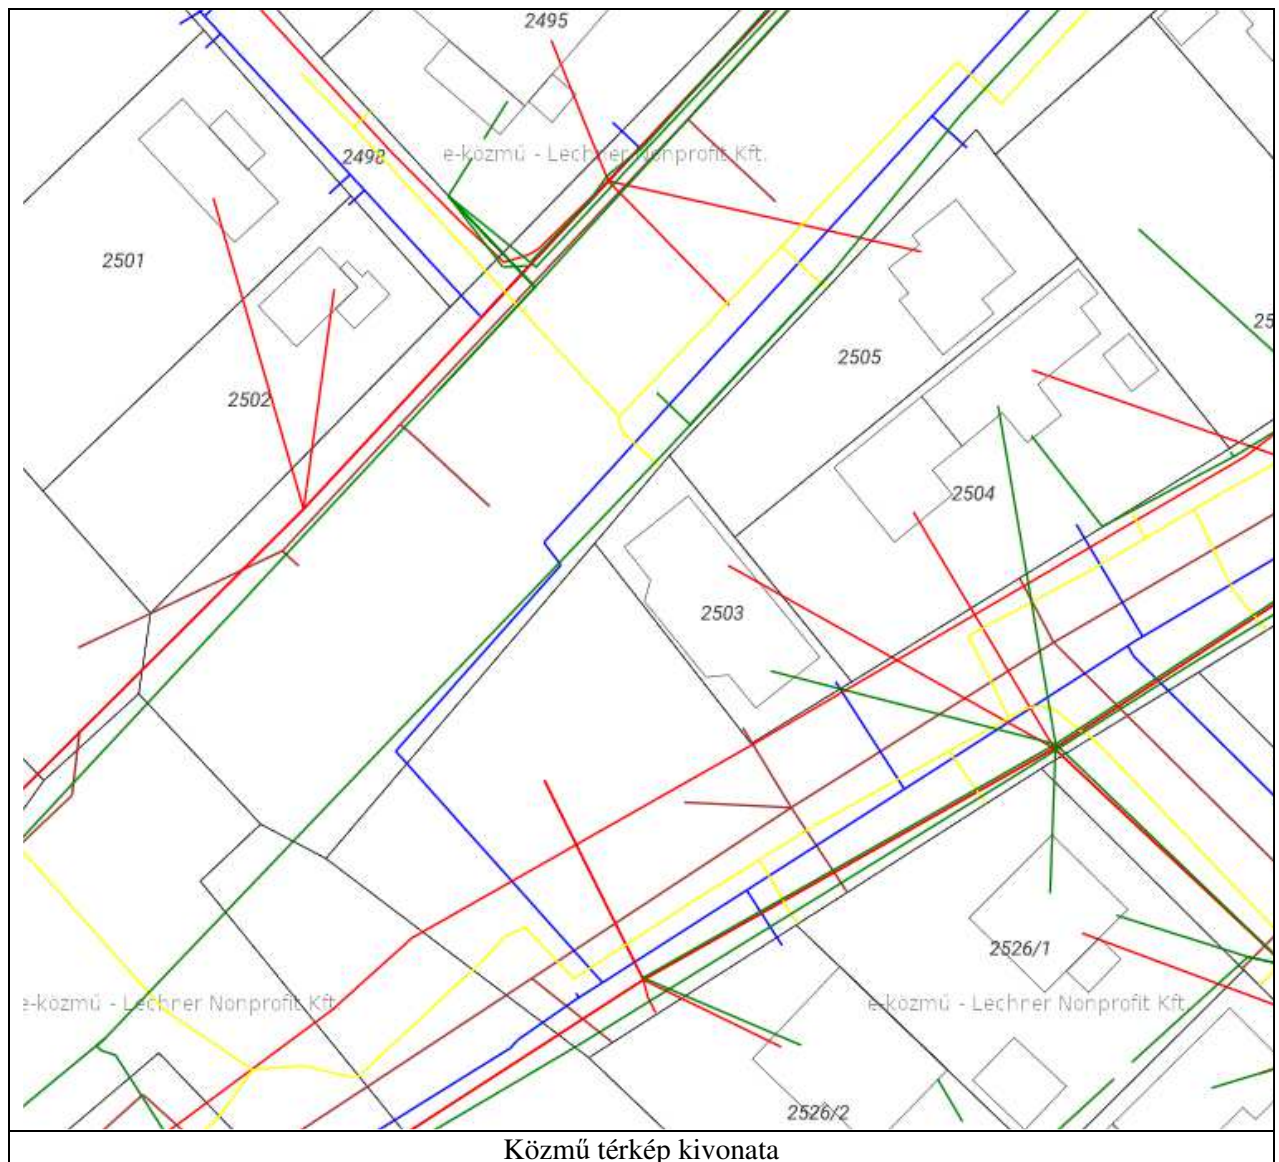 2495
e-közmű - Lechner Nonprofit Kft.
2498
2501
2505
25
2502
2504
2503
2526/1
e-közmű - Lechner Nonprofit Kft.
e-közmű - Lechner Nonprofit Kft.
2526/2
Közmű térkép kivonata